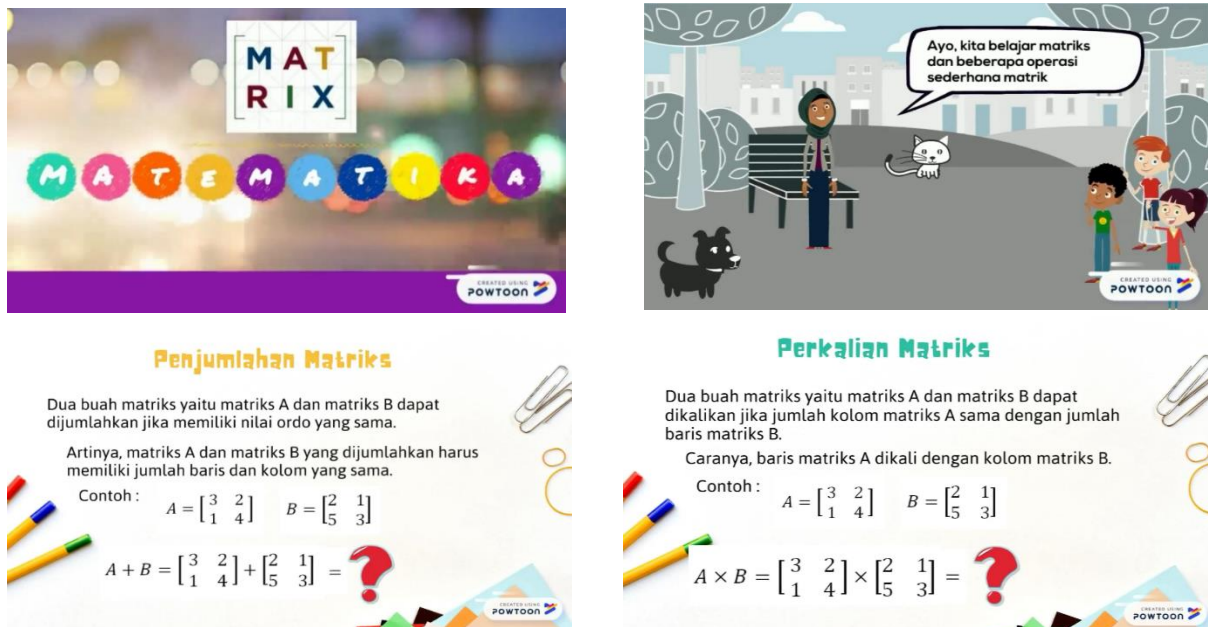 MAT
RIX
MATEMATIKA
CREATED USING
POWTOON
Ayo, kita belajar matriks
dan beberapa operasi
sederhana matrik
CREATED USING
POWTOON
Penjumlahan Matriks
Dua buah matriks yaitu matriks A dan matriks B dapat
dijumlahkan jika memiliki nilai ordo yang sama.
Artinya, matriks A dan matriks B yang dijumlahkan harus
memiliki jumlah baris dan kolom yang sama.
Contoh :
A = [3 2
1 4] B = [2 1
5 3]
A + B = [3 2
1 4] + [2 1
5 3] = ?
CREATED USING
POWTOON
Perkalian Matriks
Dua buah matriks yaitu matriks A dan matriks B dapat
dikalikan jika jumlah kolom matriks A sama dengan jumlah
baris matriks B.
Caranya, baris matriks A dikali dengan kolom matriks B.
Contoh :
A = [3 2
1 4] B = [2 1
5 3]
A × B = [3 2
1 4] × [2 1
5 3] = ?
CREATED USING
POWTOON